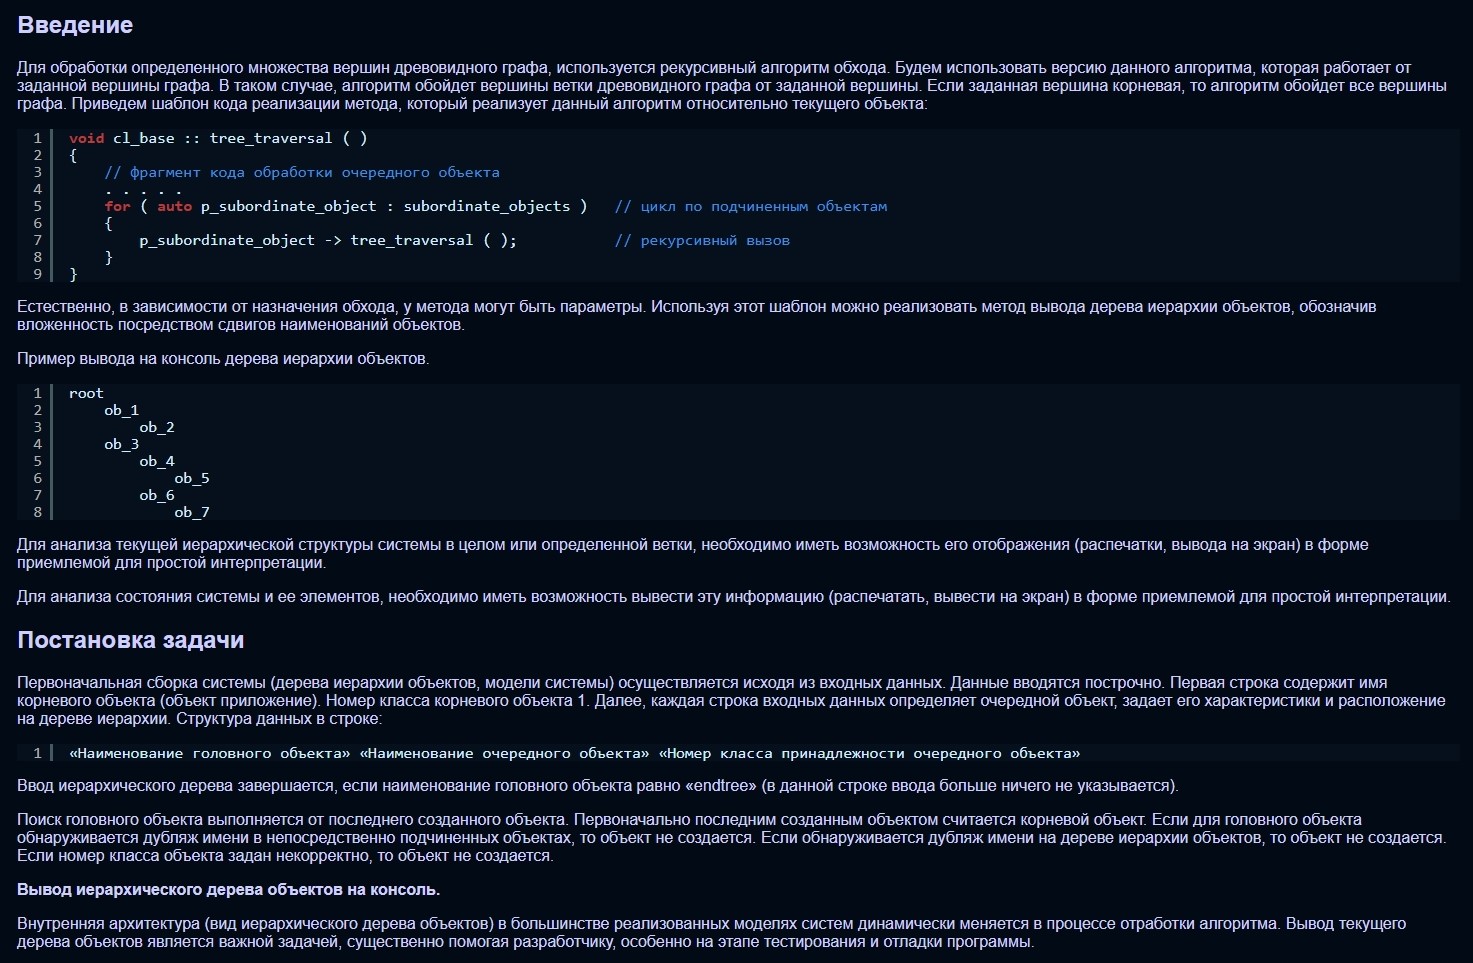 Введение
Для обработки определенного множества вершин древовидного графа, используется рекурсивный алгоритм обхода. Будем использовать версию данного алгоритма, которая работает от
заданной вершины графа. В таком случае, алгоритм обойдет вершины ветки древовидного графа от заданной вершины. Если заданная вершина корневая, то алгоритм обойдет все вершины
графа. Приведем шаблон кода реализации метода, который реализует данный алгоритм относительно текущего объекта:
1 void cl_base :: tree_traversal ( )
2 {
3     // фрагмент кода обработки очередного объекта
4     . . . . .
5     for ( auto p_subordinate_object : subordinate_objects )   // цикл по подчиненным объектам
6     {
7         p_subordinate_object -> tree_traversal ( );           // рекурсивный вызов
8     }
9 }
Естественно, в зависимости от назначения обхода, у метода могут быть параметры. Используя этот шаблон можно реализовать метод вывода дерева иерархии объектов, обозначив
вложенность посредством сдвигов наименований объектов.
Пример вывода на консоль дерева иерархии объектов.
1 root
2     ob_1
3         ob_2
4     ob_3
5         ob_4
6             ob_5
7         ob_6
8             ob_7
Для анализа текущей иерархической структуры системы в целом или определенной ветки, необходимо иметь возможность его отображения (распечатки, вывода на экран) в форме
приемлемой для простой интерпретации.
Для анализа состояния системы и ее элементов, необходимо иметь возможность вывести эту информацию (распечатать, вывести на экран) в форме приемлемой для простой интерпретации.
Постановка задачи
Первоначальная сборка системы (дерева иерархии объектов, модели системы) осуществляется исходя из входных данных. Данные вводятся построчно. Первая строка содержит имя
корневого объекта (объект приложение). Номер класса корневого объекта 1. Далее, каждая строка входных данных определяет очередной объект, задает его характеристики и расположение
на дереве иерархии. Структура данных в строке:
1 «Наименование головного объекта» «Наименование очередного объекта» «Номер класса принадлежности очередного объекта»
Ввод иерархического дерева завершается, если наименование головного объекта равно «endtree» (в данной строке ввода больше ничего не указывается).
Поиск головного объекта выполняется от последнего созданного объекта. Первоначально последним созданным объектом считается корневой объект. Если для головного объекта
обнаруживается дубляж имени в непосредственно подчиненных объектах, то объект не создается. Если обнаруживается дубляж имени на дереве иерархии объектов, то объект не создается.
Если номер класса объекта задан некорректно, то объект не создается.
Вывод иерархического дерева объектов на консоль.
Внутренняя архитектура (вид иерархического дерева объектов) в большинстве реализованных моделях систем динамически меняется в процессе отработки алгоритма. Вывод текущего
дерева объектов является важной задачей, существенно помогая разработчику, особенно на этапе тестирования и отладки программы.